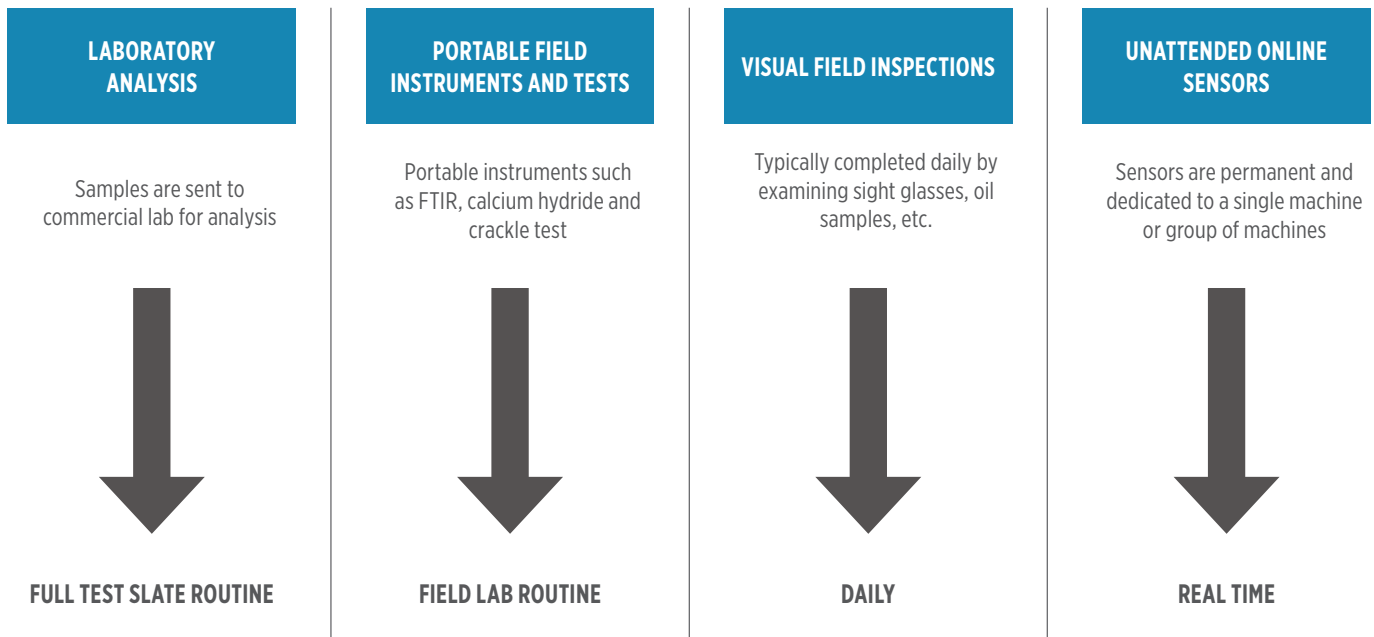 LABORATORY
ANALYSIS
Samples are sent to
commercial lab for analysis
FULL TEST SLATE ROUTINE
PORTABLE FIELD
INSTRUMENTS AND TESTS
Portable instruments such
as FTIR, calcium hydride and
crackle test
FIELD LAB ROUTINE
VISUAL FIELD INSPECTIONS
Typically completed daily by
examining sight glasses, oil
samples, etc.
DAILY
UNATTENDED ONLINE
SENSORS
Sensors are permanent and
dedicated to a single machine
or group of machines
REAL TIME